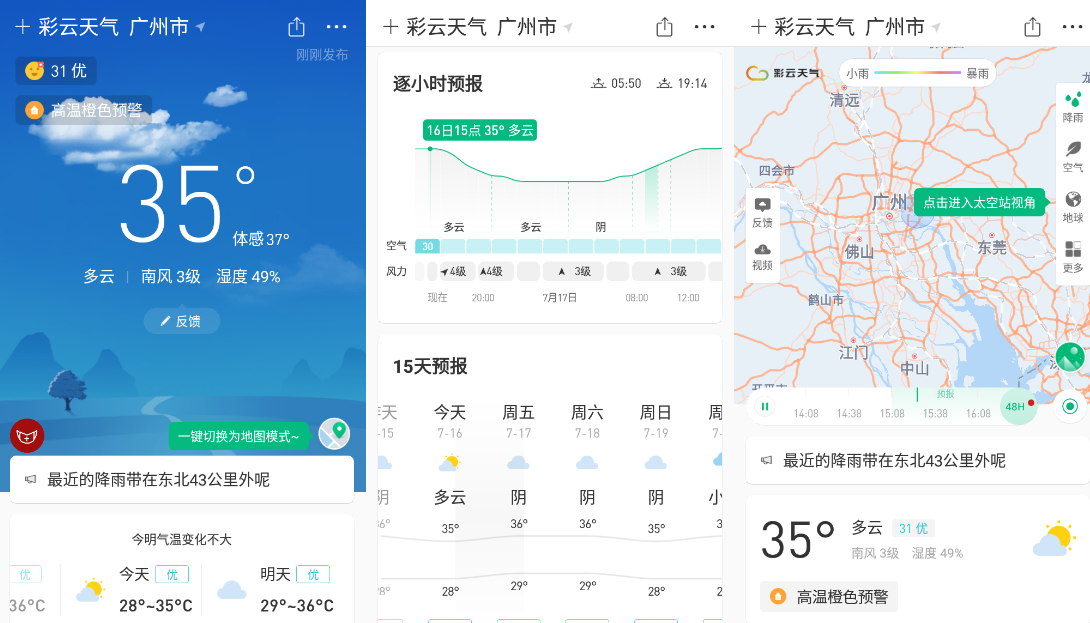 彩云天气 广州市
刚刚发布
31 优
高温橙色预警
35°
体感 37°
多云 南风 3级 湿度 49%
反馈
一键切换为地图模式~
最近的降雨带在东北43公里外呢
今明气温变化不大
优 今天 优 明天 优
36°C 28°~35°C 29°~36°C
彩云天气 广州市
逐小时预报 05:50 19:14
16日15点 35° 多云
多云 多云 阴
空气 30
风力 4级 4级 3级 3级
现在 20:00 7月17日 08:00 12:00
15天预报
昨天 今天 周五 周六 周日 周
7-15 7-16 7-17 7-18 7-19 7-
阴 多云 阴 阴 阴 小
36° 35° 36° 36° 35° 3
28° 28° 29° 29° 28° 2
彩云天气 广州市
彩云天气 小雨 暴雨
清远
降雨
四会市
空气
广州 点击进入太空站视角
反馈 地球
佛山 东莞
视频 更多
鹤山市
江门
中山
开平市
预报
14:08 14:38 15:08 15:38 16:08 48H
最近的降雨带在东北43公里外呢
35° 多云 31 优
南风 3级 湿度 49%
高温橙色预警